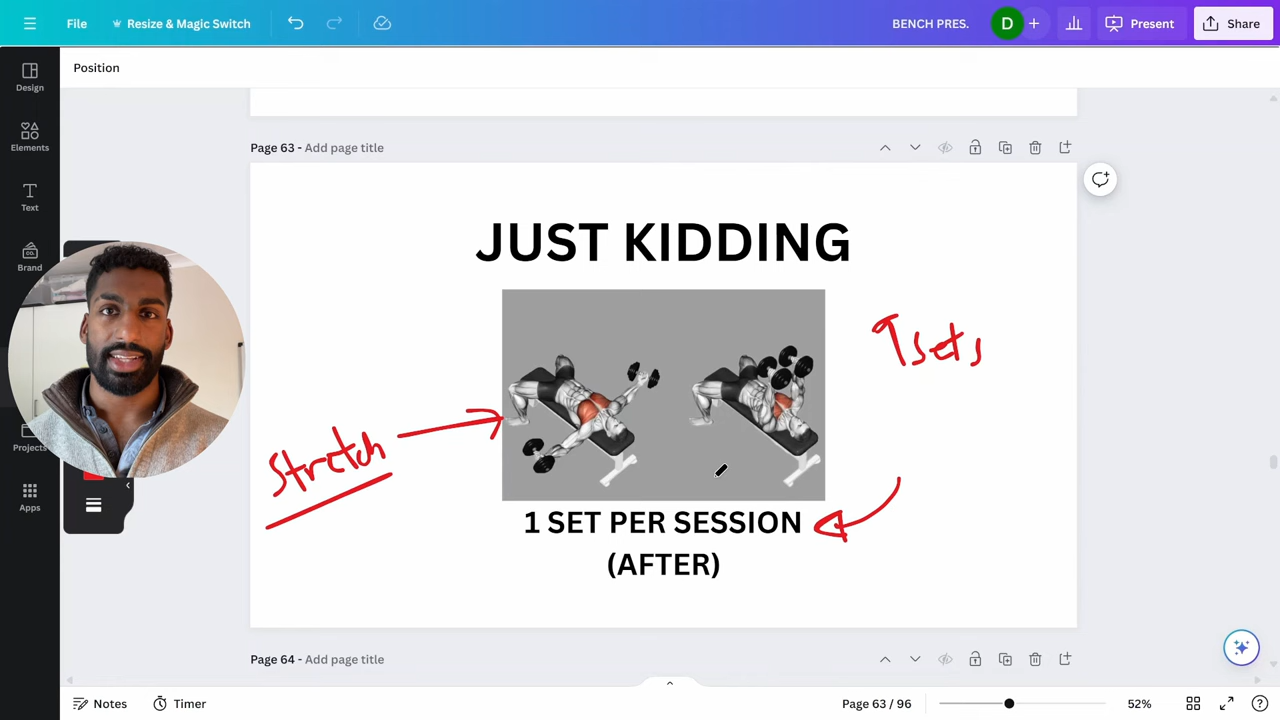 File
Resize & Magic Switch
BENCH PRES.
D
Present
Share
Position
Design
Elements
Text
Brand
Projects
Apps
Page 63 - Add page title
JUST KIDDING
↑ sets
Stretch
1 SET PER SESSION
(AFTER)
Page 64 - Add page title
Notes
Timer
Page 63 / 96
52%